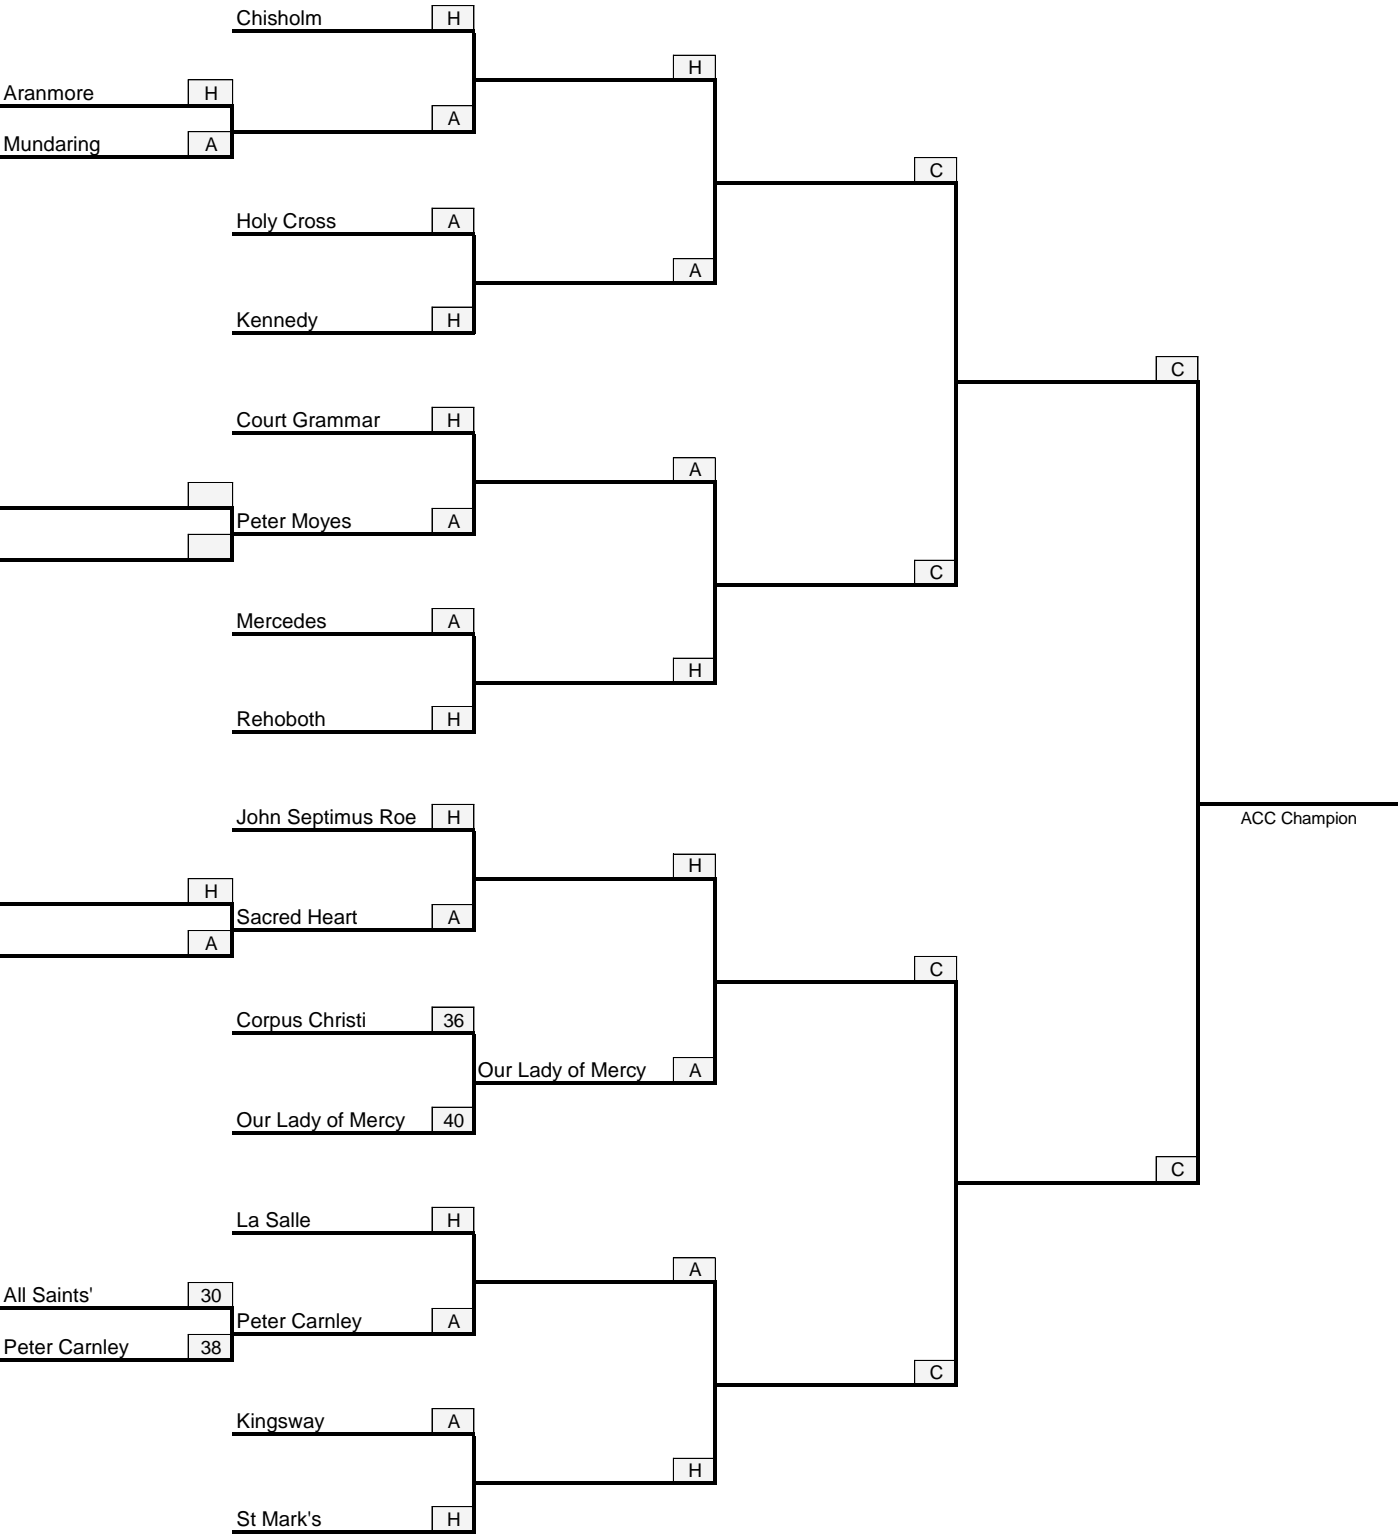 Chisholm H
H
Aranmore H
A
Mundaring A
C
Holy Cross A
A
Kennedy H
C
Court Grammar H
A
Peter Moyes A
C
Mercedes A
H
Rehoboth H
John Septimus Roe H
ACC Champion
H
H
Sacred Heart A
A
C
Corpus Christi 36
Our Lady of Mercy A
Our Lady of Mercy 40
C
La Salle H
A
All Saints' 30
Peter Carnley A
Peter Carnley 38
C
Kingsway A
H
St Mark's H